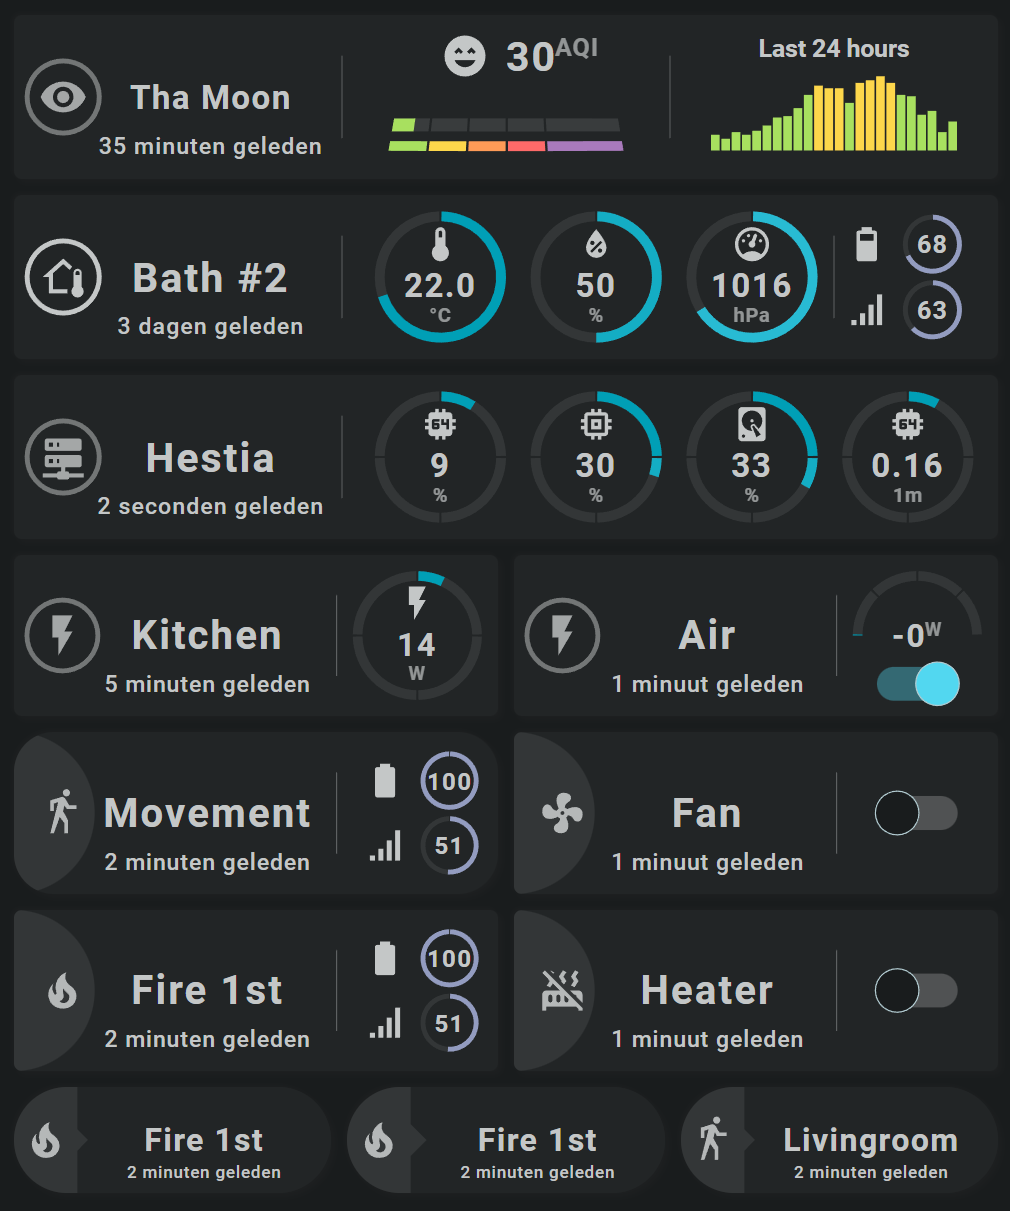 Tha Moon
35 minuten geleden
30 AQI
Last 24 hours
Bath #2
3 dagen geleden
22.0
°C
50
%
1016
hPa
68
63
Hestia
2 seconden geleden
64
9
%
30
%
33
%
64
0.16
1m
Kitchen
5 minuten geleden
14
W
Air
1 minuut geleden
-0W
Movement
2 minuten geleden
100
51
Fan
1 minuut geleden
Fire 1st
2 minuten geleden
100
51
Heater
1 minuut geleden
Fire 1st
2 minuten geleden
Fire 1st
2 minuten geleden
Livingroom
2 minuten geleden